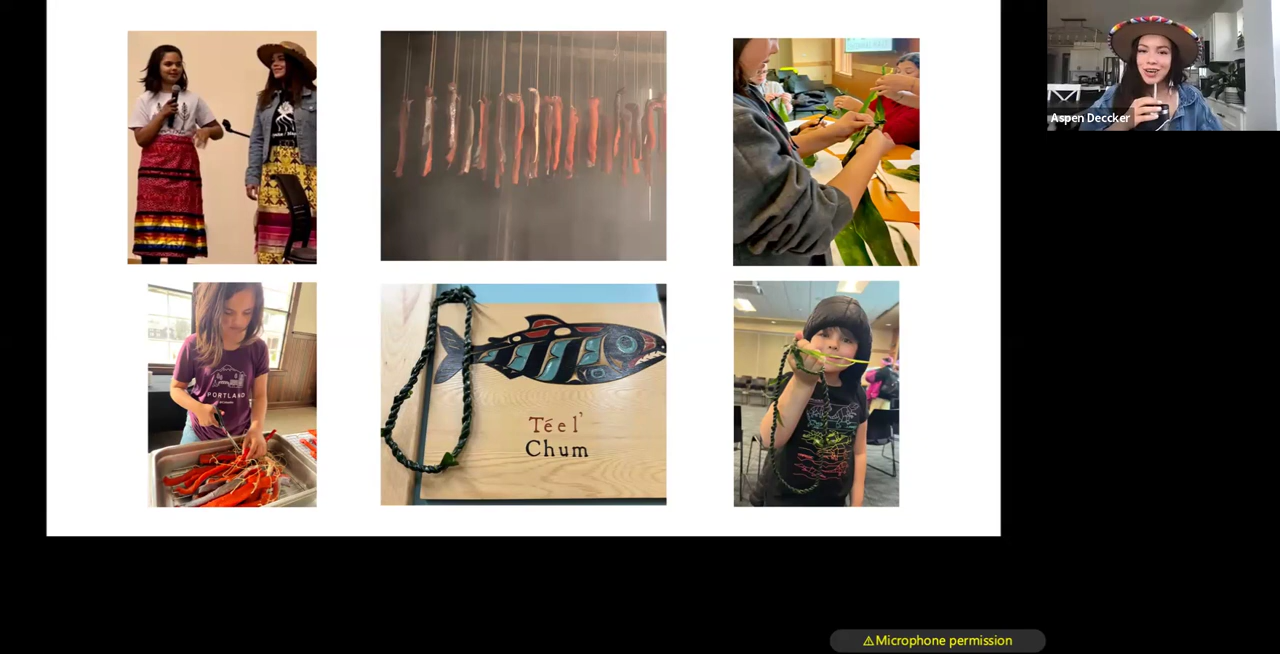 Aspen Deccker
PORTLAND
Téel'
Chum
⚠Microphone permission